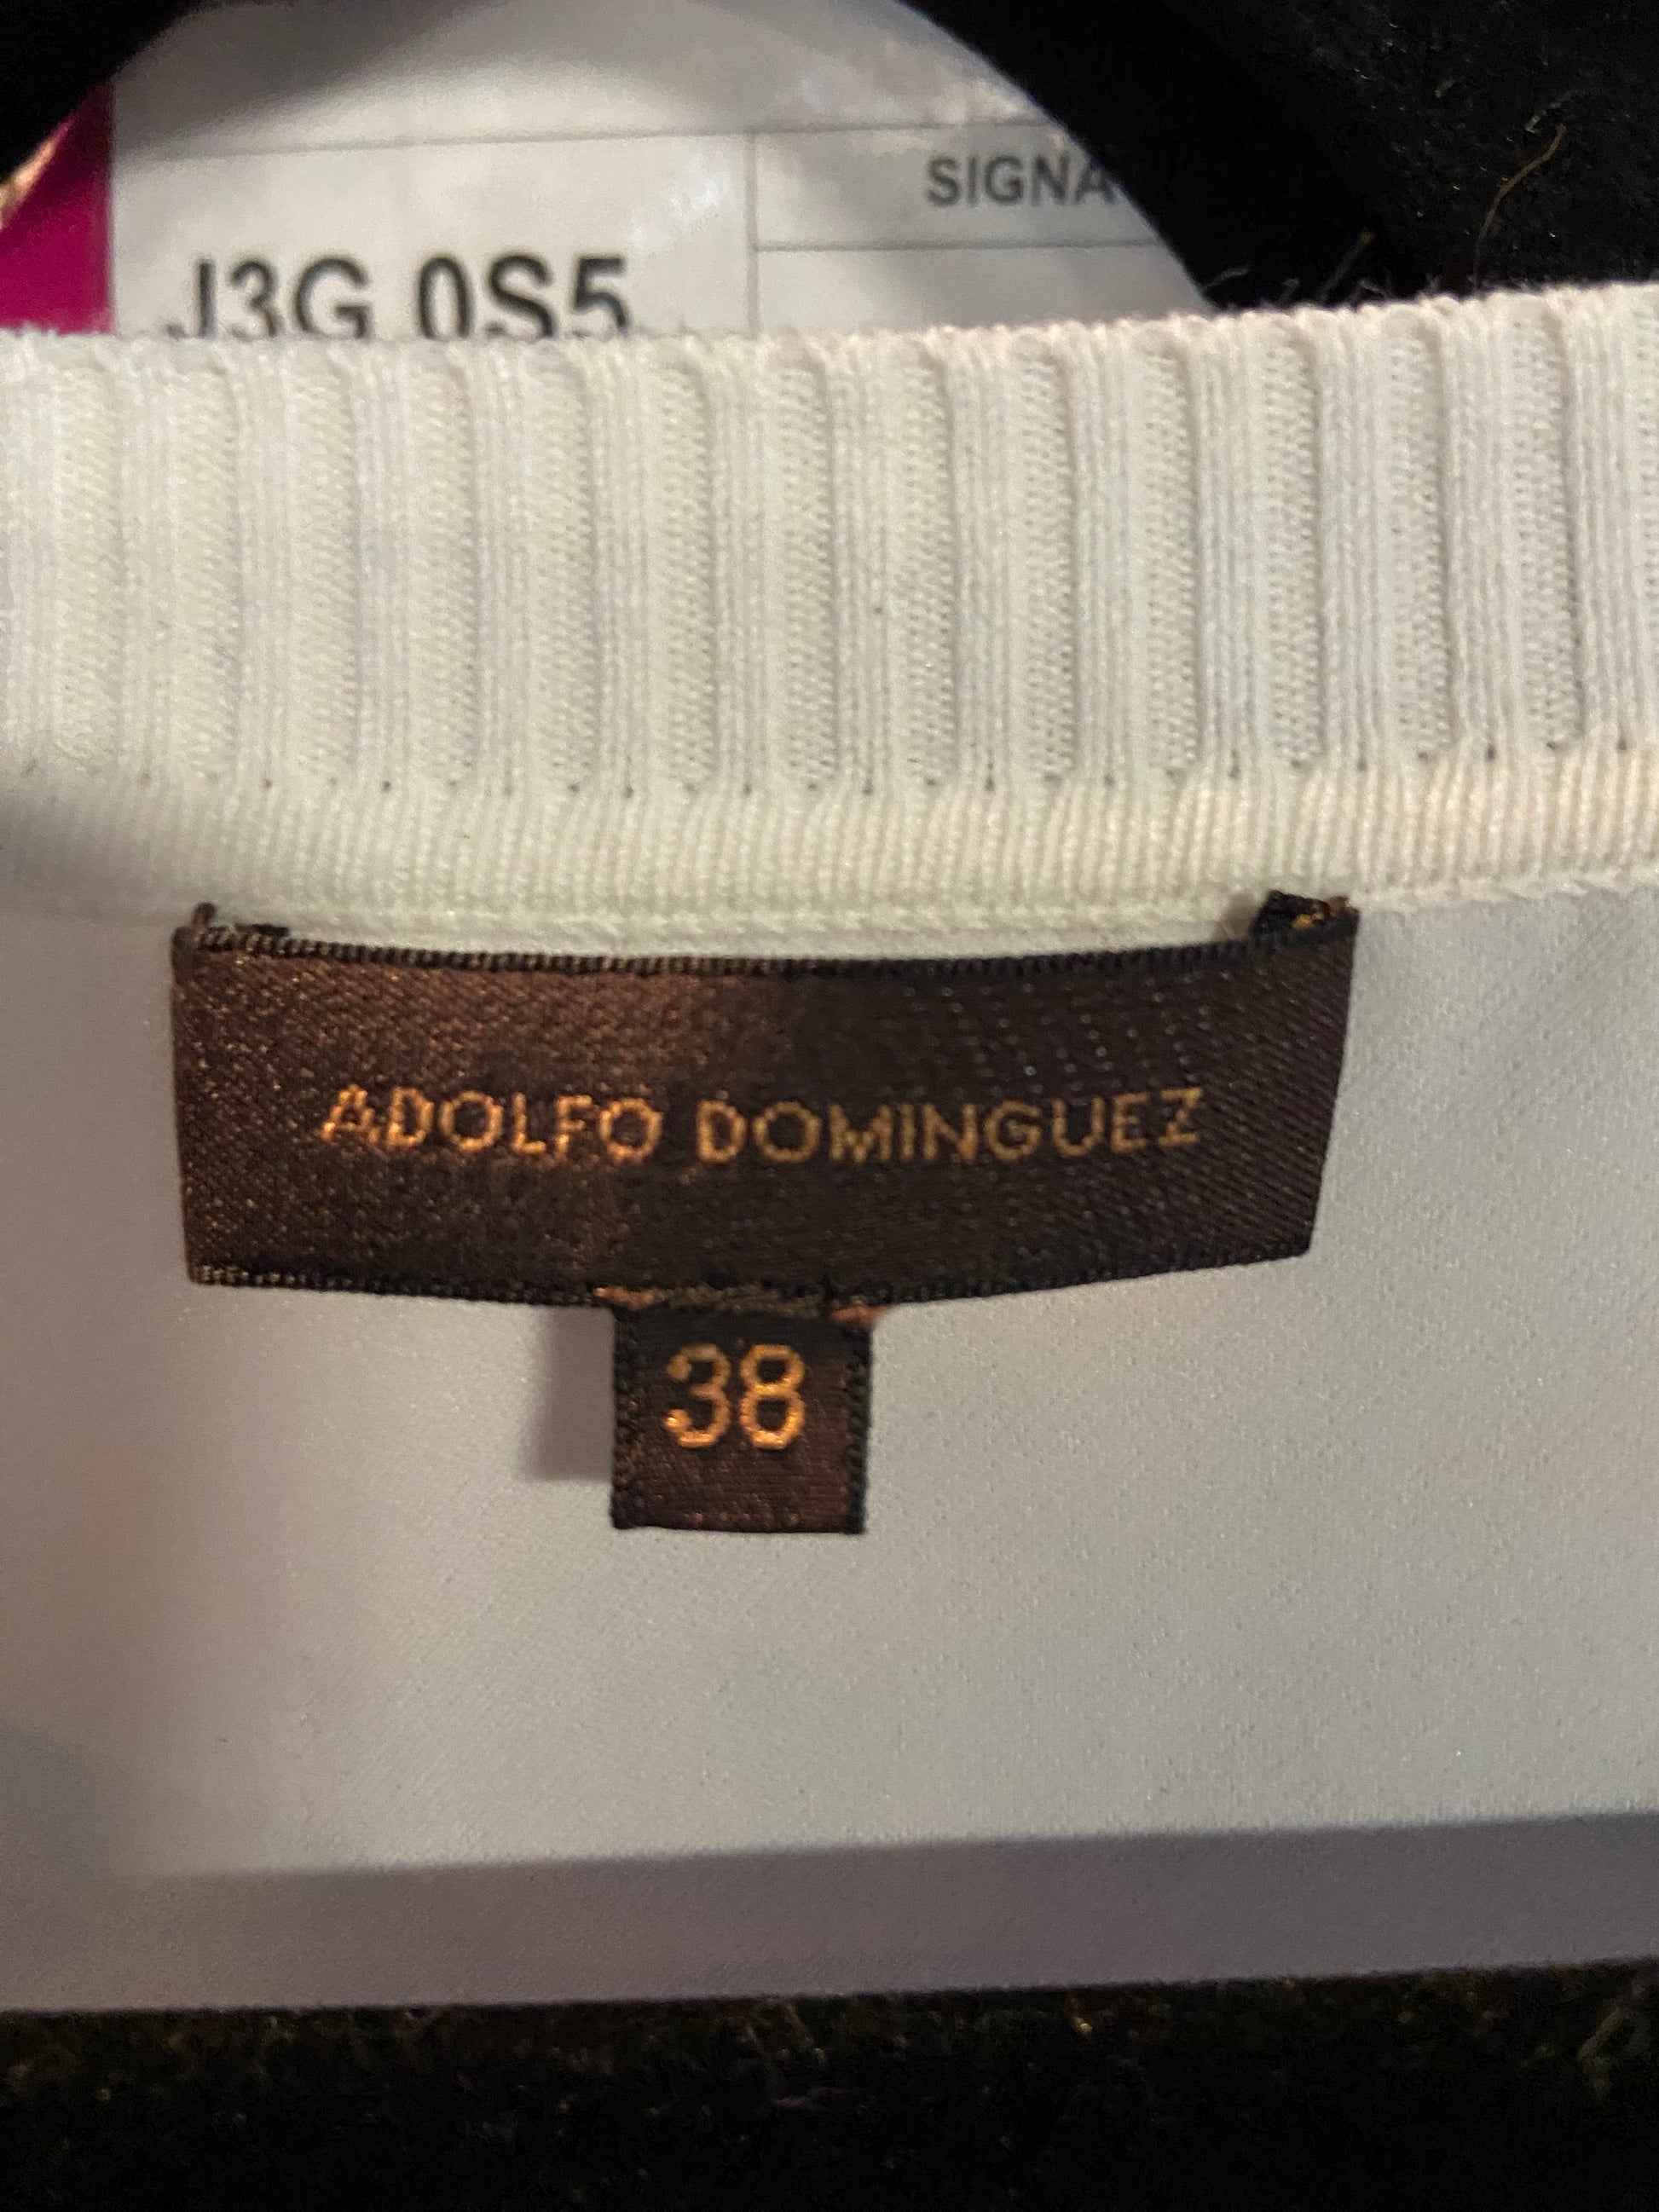 SIGNA
J3G 0S5
ADOLFO DOMINGUEZ
38